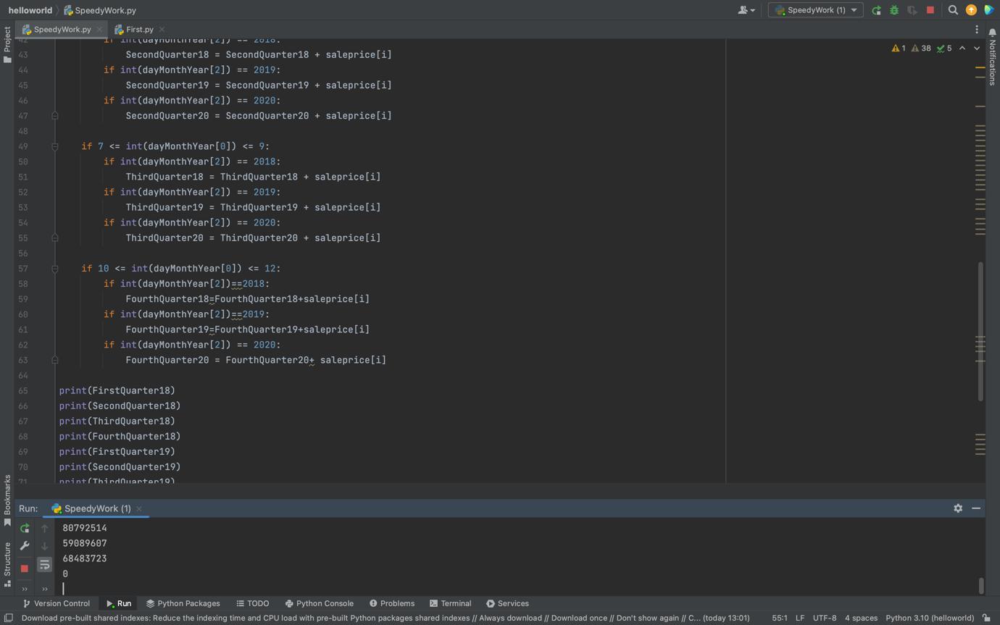 helloworld
SpeedyWork.py
SpeedyWork (1)
SpeedyWork.py
First.py
Project
Notifications
1 38 5
42 if int(dayMonthYear[2]) == 2018:
43 SecondQuarter18 = SecondQuarter18 + saleprice[i]
44 if int(dayMonthYear[2]) == 2019:
45 SecondQuarter19 = SecondQuarter19 + saleprice[i]
46 if int(dayMonthYear[2]) == 2020:
47 SecondQuarter20 = SecondQuarter20 + saleprice[i]
48
49 if 7 <= int(dayMonthYear[0]) <= 9:
50 if int(dayMonthYear[2]) == 2018:
51 ThirdQuarter18 = ThirdQuarter18 + saleprice[i]
52 if int(dayMonthYear[2]) == 2019:
53 ThirdQuarter19 = ThirdQuarter19 + saleprice[i]
54 if int(dayMonthYear[2]) == 2020:
55 ThirdQuarter20 = ThirdQuarter20 + saleprice[i]
56
57 if 10 <= int(dayMonthYear[0]) <= 12:
58 if int(dayMonthYear[2])==2018:
59 FourthQuarter18=FourthQuarter18+saleprice[i]
60 if int(dayMonthYear[2])==2019:
61 FourthQuarter19=FourthQuarter19+saleprice[i]
62 if int(dayMonthYear[2]) == 2020:
63 FourthQuarter20 = FourthQuarter20+ saleprice[i]
64
65 print(FirstQuarter18)
66 print(SecondQuarter18)
67 print(ThirdQuarter18)
68 print(FourthQuarter18)
69 print(FirstQuarter19)
70 print(SecondQuarter19)
71 print(ThirdQuarter19)
Bookmarks
Structure
Run: SpeedyWork (1)
80792514
59089607
68483723
0
Version Control Run Python Packages TODO Python Console Problems Terminal Services
Download pre-built shared indexes: Reduce the indexing time and CPU load with pre-built Python packages shared indexes // Always download // Download once // Don't show again // C... (today 13:01) 55:1 LF UTF-8 4 spaces Python 3.10 (helloworld)